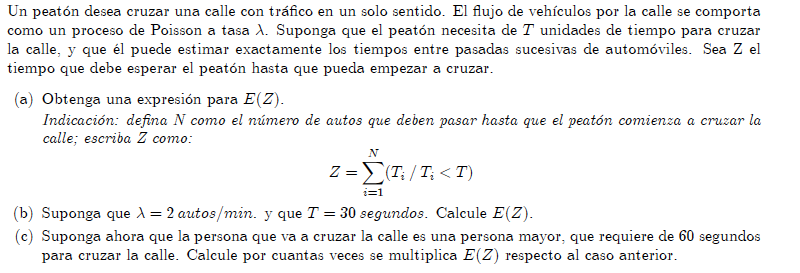 Un peatón desea cruzar una calle con tráfico en un solo sentido. El flujo de vehículos por la calle se comporta
como un proceso de Poisson a tasa λ. Suponga que el peatón necesita de T unidades de tiempo para cruzar
la calle, y que él puede estimar exactamente los tiempos entre pasadas sucesivas de automóviles. Sea Z el
tiempo que debe esperar el peatón hasta que pueda empezar a cruzar.
(a) Obtenga una expresión para E(Z).
Indicación: defina N como el número de autos que deben pasar hasta que el peatón comienza a cruzar la
calle; escriba Z como:
Z = \sum_{i=1}^{N} (T_i / T_i < T)
(b) Suponga que λ = 2 autos/min. y que T = 30 segundos. Calcule E(Z).
(c) Suponga ahora que la persona que va a cruzar la calle es una persona mayor, que requiere de 60 segundos
para cruzar la calle. Calcule por cuantas veces se multiplica E(Z) respecto al caso anterior.